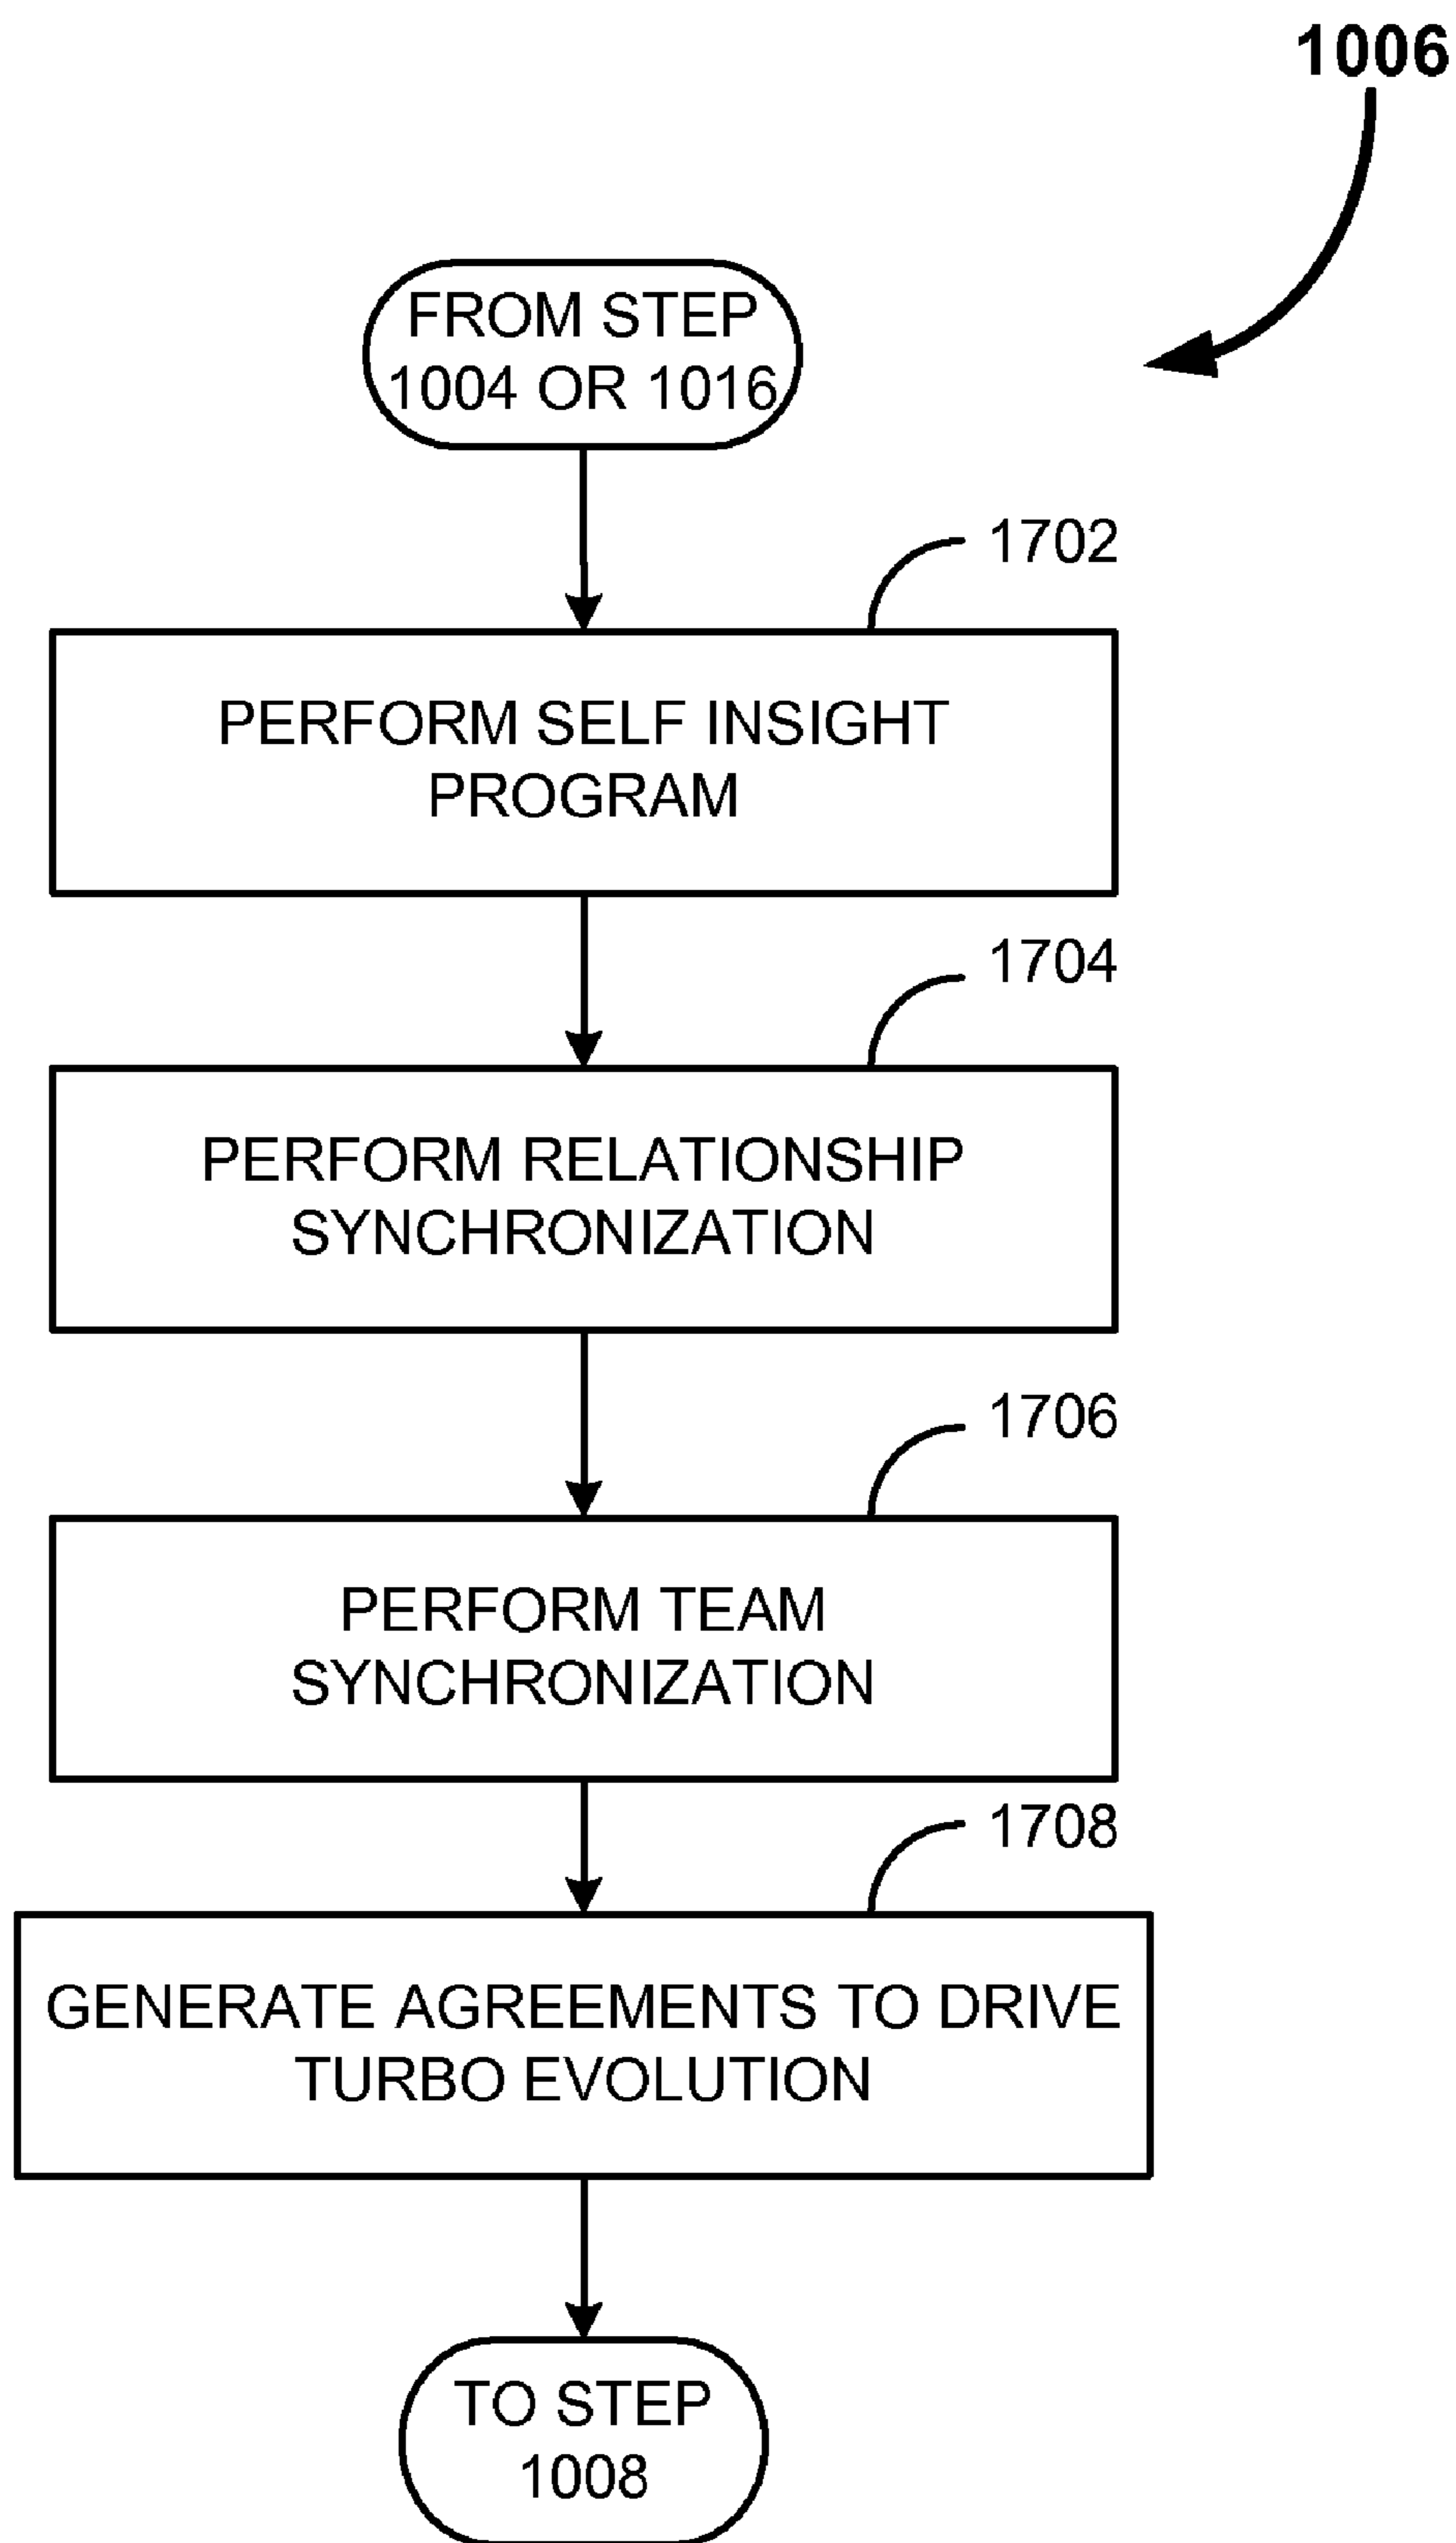 1006
FROM STEP
1004 OR 1016
1702
PERFORM SELF INSIGHT
PROGRAM
1704
PERFORM RELATIONSHIP
SYNCHRONIZATION
1706
PERFORM TEAM
SYNCHRONIZATION
1708
GENERATE AGREEMENTS TO DRIVE
TURBO EVOLUTION
TO STEP
1008